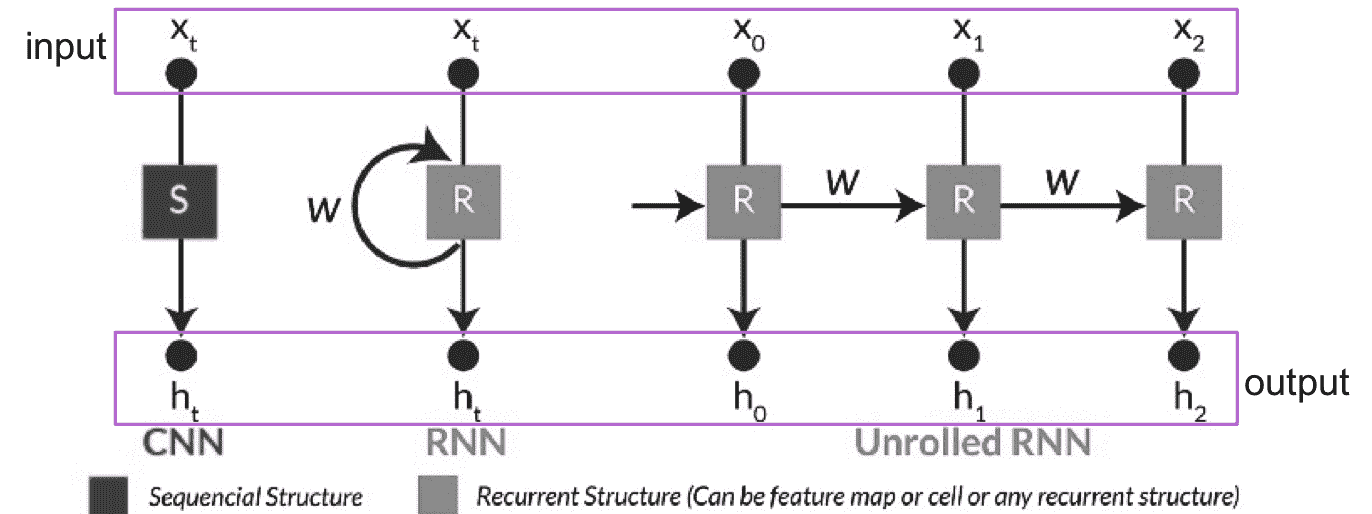 input
x_t x_t x_0 x_1 x_2
S R R R R
w w w
h_t h_t h_0 h_1 h_2
output
CNN RNN Unrolled RNN
Sequencial Structure Recurrent Structure (Can be feature map or cell or any recurrent structure)